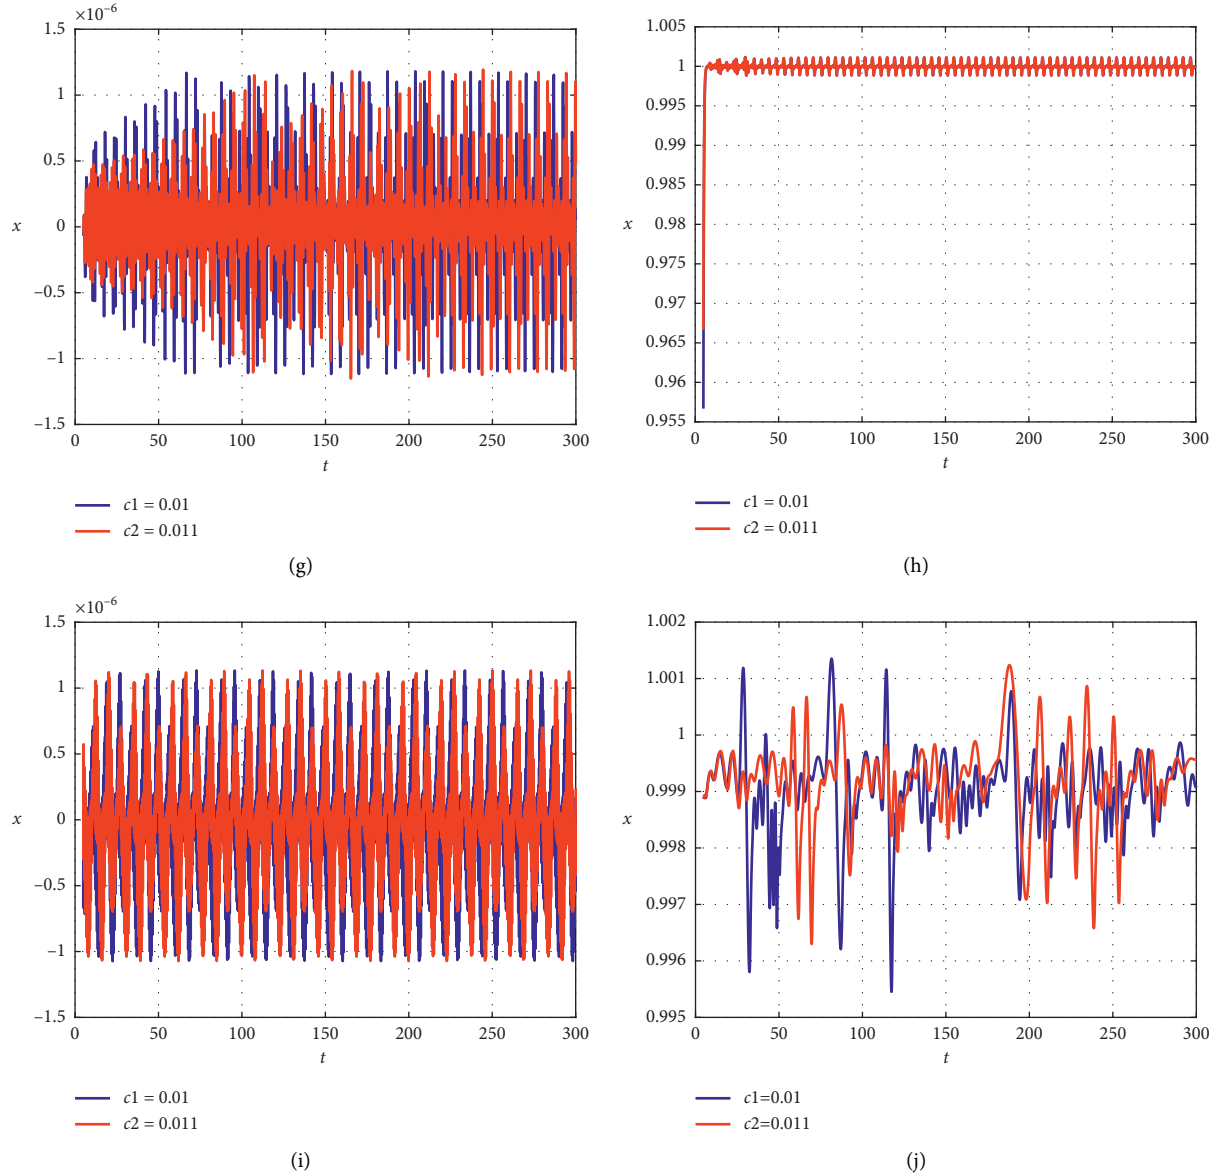 ×10⁻⁶
1.5
1
0.5
0
–0.5
–1
–1.5
x
0 50 100 150 200 250 300
t
c1 = 0.01
c2 = 0.011
(g)
1.005
1
0.995
0.99
0.985
0.98
0.975
0.97
0.965
0.96
0.955
x
0 50 100 150 200 250 300
t
c1 = 0.01
c2 = 0.011
(h)
×10⁻⁶
1.5
1
0.5
0
–0.5
–1
–1.5
x
0 50 100 150 200 250 300
t
c1 = 0.01
c2 = 0.011
(i)
1.002
1.001
1
0.999
0.998
0.997
0.996
0.995
x
0 50 100 150 200 250 300
t
c1=0.01
c2=0.011
(j)